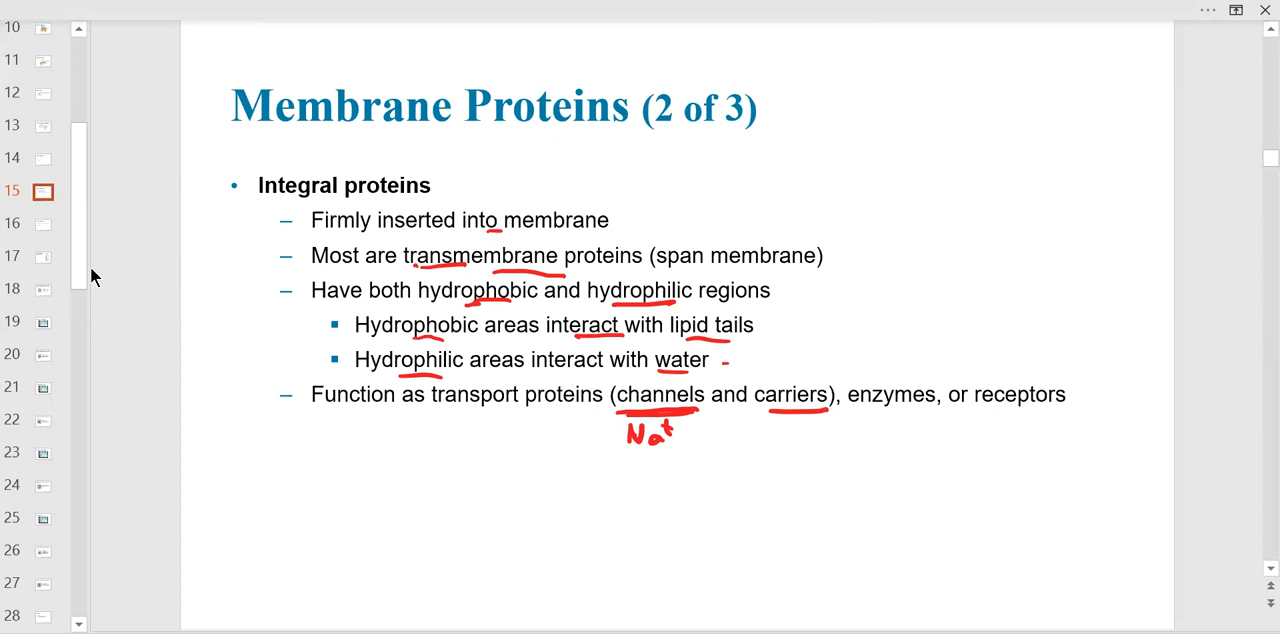 10
11
12
13
14
15
16
17
18
19
20
21
22
23
24
25
26
27
28
Membrane Proteins (2 of 3)
• Integral proteins
– Firmly inserted into membrane
– Most are transmembrane proteins (span membrane)
– Have both hydrophobic and hydrophilic regions
▪ Hydrophobic areas interact with lipid tails
▪ Hydrophilic areas interact with water
– Function as transport proteins (channels and carriers), enzymes, or receptors
Na+